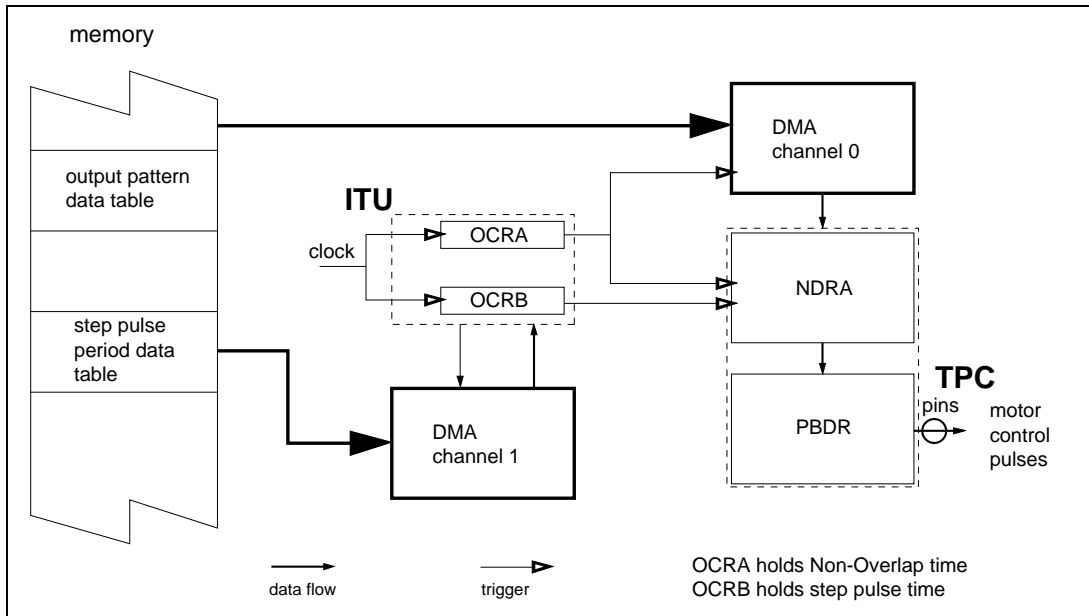 memory
output pattern
data table
step pulse
period data
table
ITU
clock
OCRA
OCRB
DMA
channel 0
DMA
channel 1
NDRA
PBDR
TPC
pins
motor
control
pulses
data flow
trigger
OCRA holds Non-Overlap time
OCRB holds step pulse time